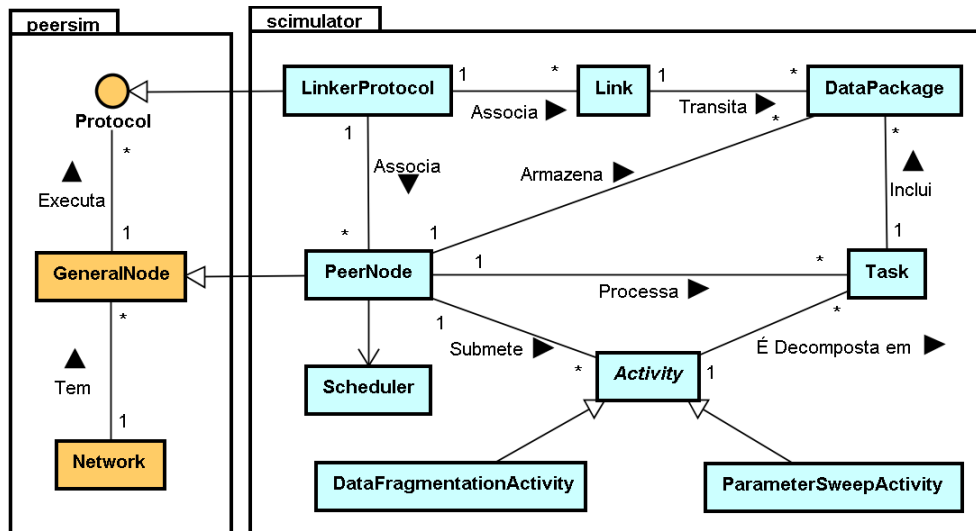 peersim
scimulator
LinkerProtocol
1
*
Link
1
*
DataPackage
Associa
Transita
Protocol
*
1
*
*
Executa
Associa
Armazena
Inclui
1
*
1
1
GeneralNode
PeerNode
1
*
Task
Processa
*
1
*
Submete
É Decomposta em
Tem
*
Activity
1
Scheduler
1
Network
DataFragmentationActivity
ParameterSweepActivity